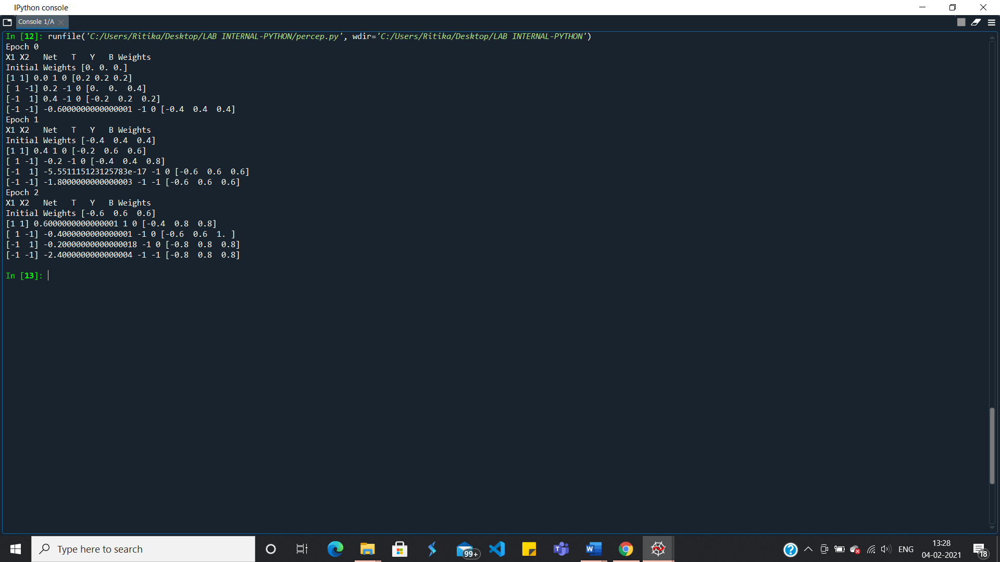 IPython console
Console 1/A
In [12]: runfile('C:/Users/Ritika/Desktop/LAB INTERNAL-PYTHON/percep.py', wdir='C:/Users/Ritika/Desktop/LAB INTERNAL-PYTHON')
Epoch 0
X1 X2   Net   T   Y   B Weights
Initial Weights [0. 0. 0.]
[1 1] 0.0 1 0 [0.2 0.2 0.2]
[ 1 -1] 0.2 -1 0 [0.  0.  0.4]
[-1  1] 0.4 -1 0 [-0.2  0.2  0.2]
[-1 -1] -0.6000000000000001 -1 0 [-0.4  0.4  0.4]
Epoch 1
X1 X2   Net   T   Y   B Weights
Initial Weights [-0.4  0.4  0.4]
[1 1] 0.4 1 0 [-0.2  0.6  0.6]
[ 1 -1] -0.2 -1 0 [-0.4  0.4  0.8]
[-1  1] -5.551115123125783e-17 -1 0 [-0.6  0.6  0.6]
[-1 -1] -1.8000000000000003 -1 -1 [-0.6  0.6  0.6]
Epoch 2
X1 X2   Net   T   Y   B Weights
Initial Weights [-0.6  0.6  0.6]
[1 1] 0.6000000000000001 1 0 [-0.4  0.8  0.8]
[ 1 -1] -0.4000000000000001 -1 0 [-0.6  0.6  1. ]
[-1  1] -0.20000000000000018 -1 0 [-0.8  0.8  0.8]
[-1 -1] -2.4000000000000004 -1 -1 [-0.8  0.8  0.8]
In [13]:
Type here to search
99+
ENG
13:28
04-02-2021
18